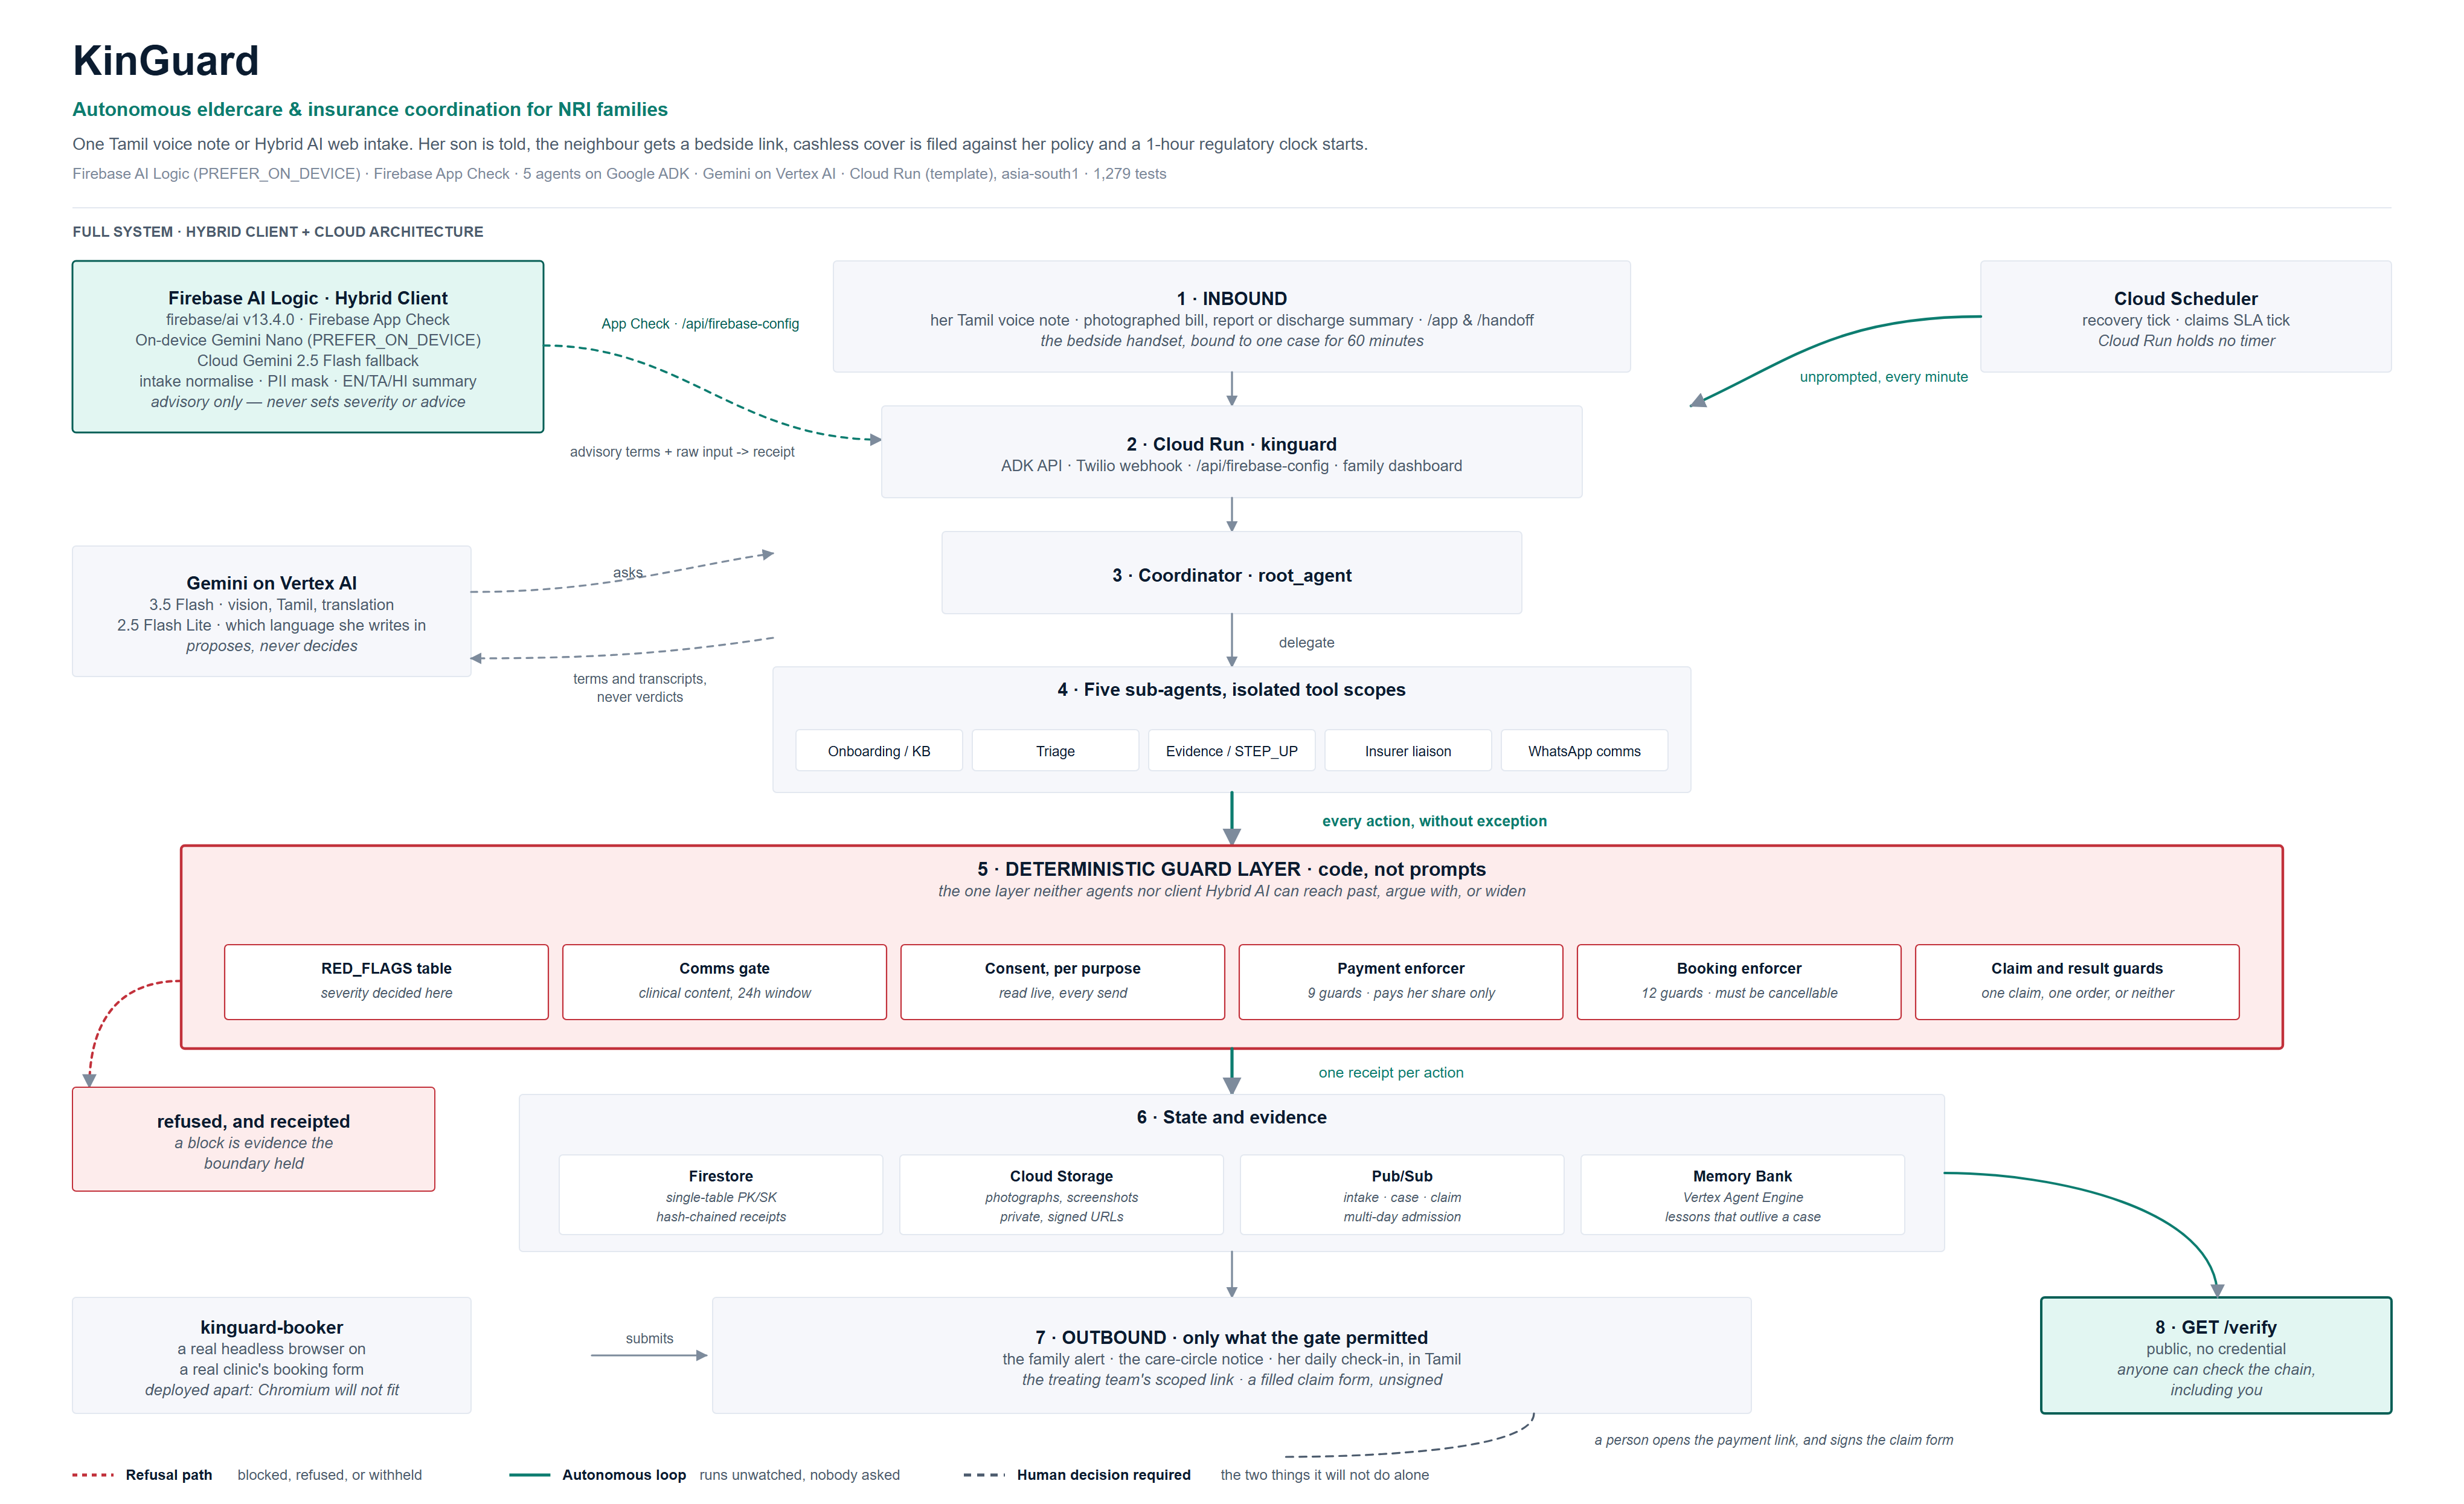 KinGuard
Autonomous eldercare & insurance coordination for NRI families
One Tamil voice note or Hybrid AI web intake. Her son is told, the neighbour gets a bedside link, cashless cover is filed against her policy and a 1-hour regulatory clock starts.
Firebase AI Logic (PREFER_ON_DEVICE) · Firebase App Check · 5 agents on Google ADK · Gemini on Vertex AI · Cloud Run (template), asia-south1 · 1,279 tests
FULL SYSTEM · HYBRID CLIENT + CLOUD ARCHITECTURE
Firebase AI Logic · Hybrid Client
firebase/ai v13.4.0 · Firebase App Check
On-device Gemini Nano (PREFER_ON_DEVICE)
Cloud Gemini 2.5 Flash fallback
intake normalise · PII mask · EN/TA/HI summary
advisory only — never sets severity or advice
App Check · /api/firebase-config
advisory terms + raw input -> receipt
1 · INBOUND
her Tamil voice note · photographed bill, report or discharge summary · /app & /handoff
the bedside handset, bound to one case for 60 minutes
Cloud Scheduler
recovery tick · claims SLA tick
Cloud Run holds no timer
unprompted, every minute
2 · Cloud Run · kinguard
ADK API · Twilio webhook · /api/firebase-config · family dashboard
Gemini on Vertex AI
3.5 Flash · vision, Tamil, translation
2.5 Flash Lite · which language she writes in
proposes, never decides
asks
terms and transcripts,
never verdicts
3 · Coordinator · root_agent
delegate
4 · Five sub-agents, isolated tool scopes
Onboarding / KB
Triage
Evidence / STEP_UP
Insurer liaison
WhatsApp comms
every action, without exception
5 · DETERMINISTIC GUARD LAYER · code, not prompts
the one layer neither agents nor client Hybrid AI can reach past, argue with, or widen
RED_FLAGS table
severity decided here
Comms gate
clinical content, 24h window
Consent, per purpose
read live, every send
Payment enforcer
9 guards · pays her share only
Booking enforcer
12 guards · must be cancellable
Claim and result guards
one claim, one order, or neither
one receipt per action
refused, and receipted
a block is evidence the
boundary held
6 · State and evidence
Firestore
single-table PK/SK
hash-chained receipts
Cloud Storage
photographs, screenshots
private, signed URLs
Pub/Sub
intake · case · claim
multi-day admission
Memory Bank
Vertex Agent Engine
lessons that outlive a case
kinguard-booker
a real headless browser on
a real clinic's booking form
deployed apart: Chromium will not fit
submits
7 · OUTBOUND · only what the gate permitted
the family alert · the care-circle notice · her daily check-in, in Tamil
the treating team's scoped link · a filled claim form, unsigned
8 · GET /verify
public, no credential
anyone can check the chain,
including you
a person opens the payment link, and signs the claim form
Refusal path blocked, refused, or withheld
Autonomous loop runs unwatched, nobody asked
Human decision required the two things it will not do alone